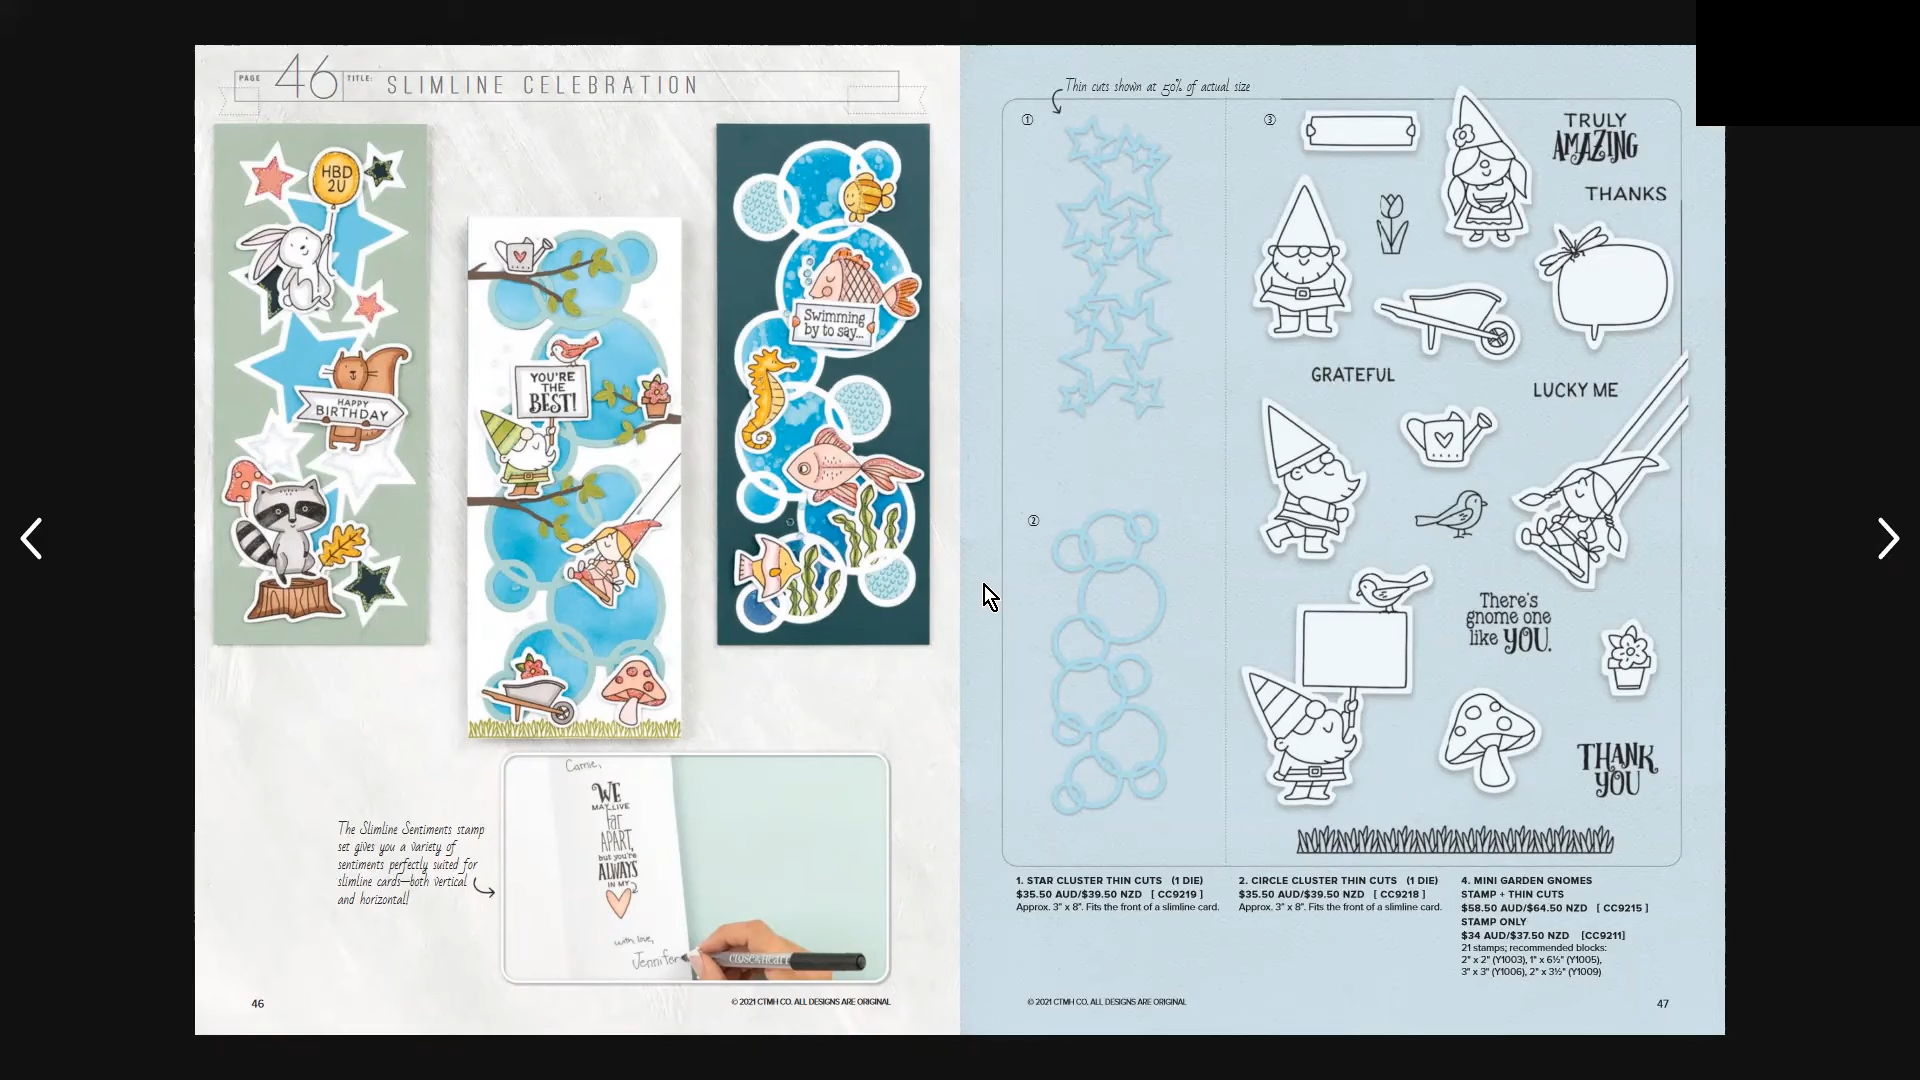 PAGE 46 TITLE: SLIMLINE CELEBRATION
HBD
2U
HAPPY
BIRTHDAY
YOU'RE
THE
BEST!
Swimming
by to say...
The Slimline Sentiments stamp
set gives you a variety of
sentiments perfectly suited for
slimline cards—both vertical
and horizontal!
Carrie,
WE
MAY LIVE
far
APART,
but you're
ALWAYS
IN MY
with love,
Jennifer
CLOSE TO MY HEART
46
© 2021 CTMH CO. ALL DESIGNS ARE ORIGINAL
Thin cuts shown at 50% of actual size
①
②
③
TRULY
AMAZING
THANKS
GRATEFUL
LUCKY ME
There's
gnome one
like YOU.
THANK
YOU
1. STAR CLUSTER THIN CUTS (1 DIE)
$35.50 AUD/$39.50 NZD [ CC9219 ]
Approx. 3" x 8". Fits the front of a slimline card.
2. CIRCLE CLUSTER THIN CUTS (1 DIE)
$35.50 AUD/$39.50 NZD [ CC9218 ]
Approx. 3" x 8". Fits the front of a slimline card.
4. MINI GARDEN GNOMES
STAMP + THIN CUTS
$58.50 AUD/$64.50 NZD [ CC9215 ]
STAMP ONLY
$34 AUD/$37.50 NZD [CC9211]
21 stamps; recommended blocks:
2" x 2" (Y1003), 1" x 6½" (Y1005),
3" x 3" (Y1006), 2" x 3½" (Y1009)
© 2021 CTMH CO. ALL DESIGNS ARE ORIGINAL
47